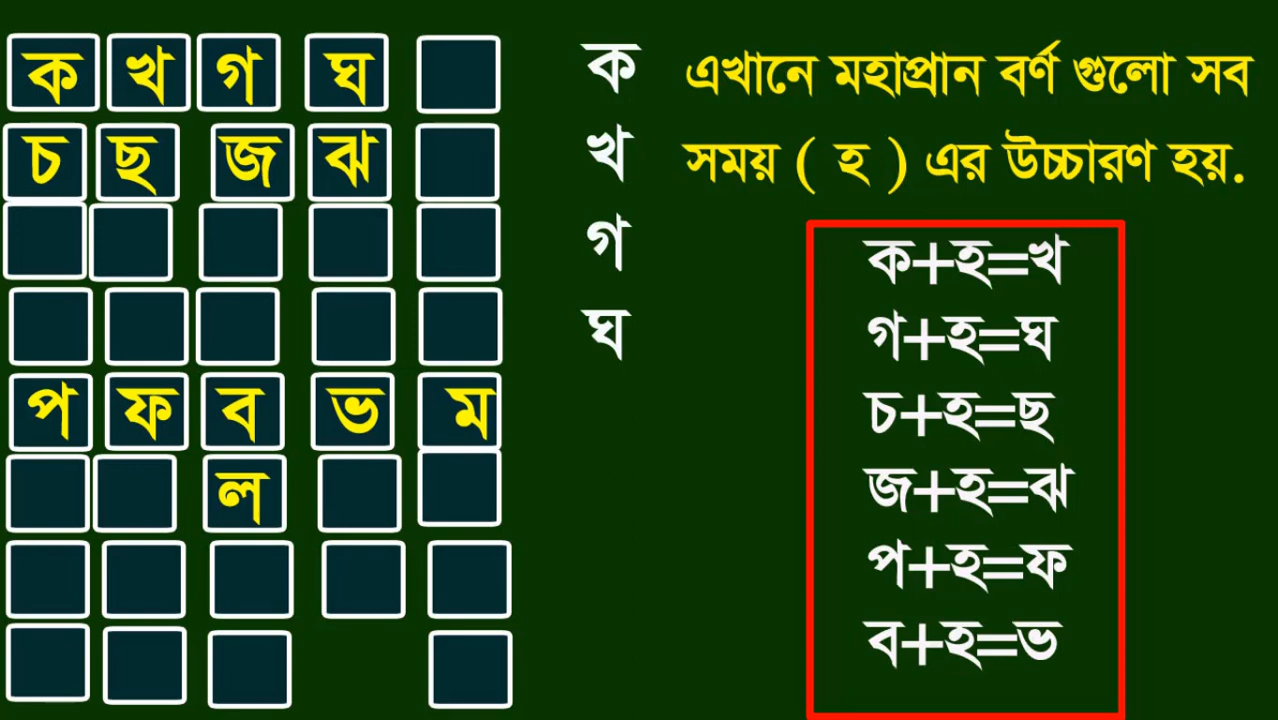 ক খ গ ঘ
চ ছ জ ঝ
প ফ ব ভ ম
ল
ক
খ
গ
ঘ
এখানে মহাপ্রান বর্ণ গুলো সব
সময় ( হ ) এর উচ্চারণ হয়.
ক+হ=খ
গ+হ=ঘ
চ+হ=ছ
জ+হ=ঝ
প+হ=ফ
ব+হ=ভ